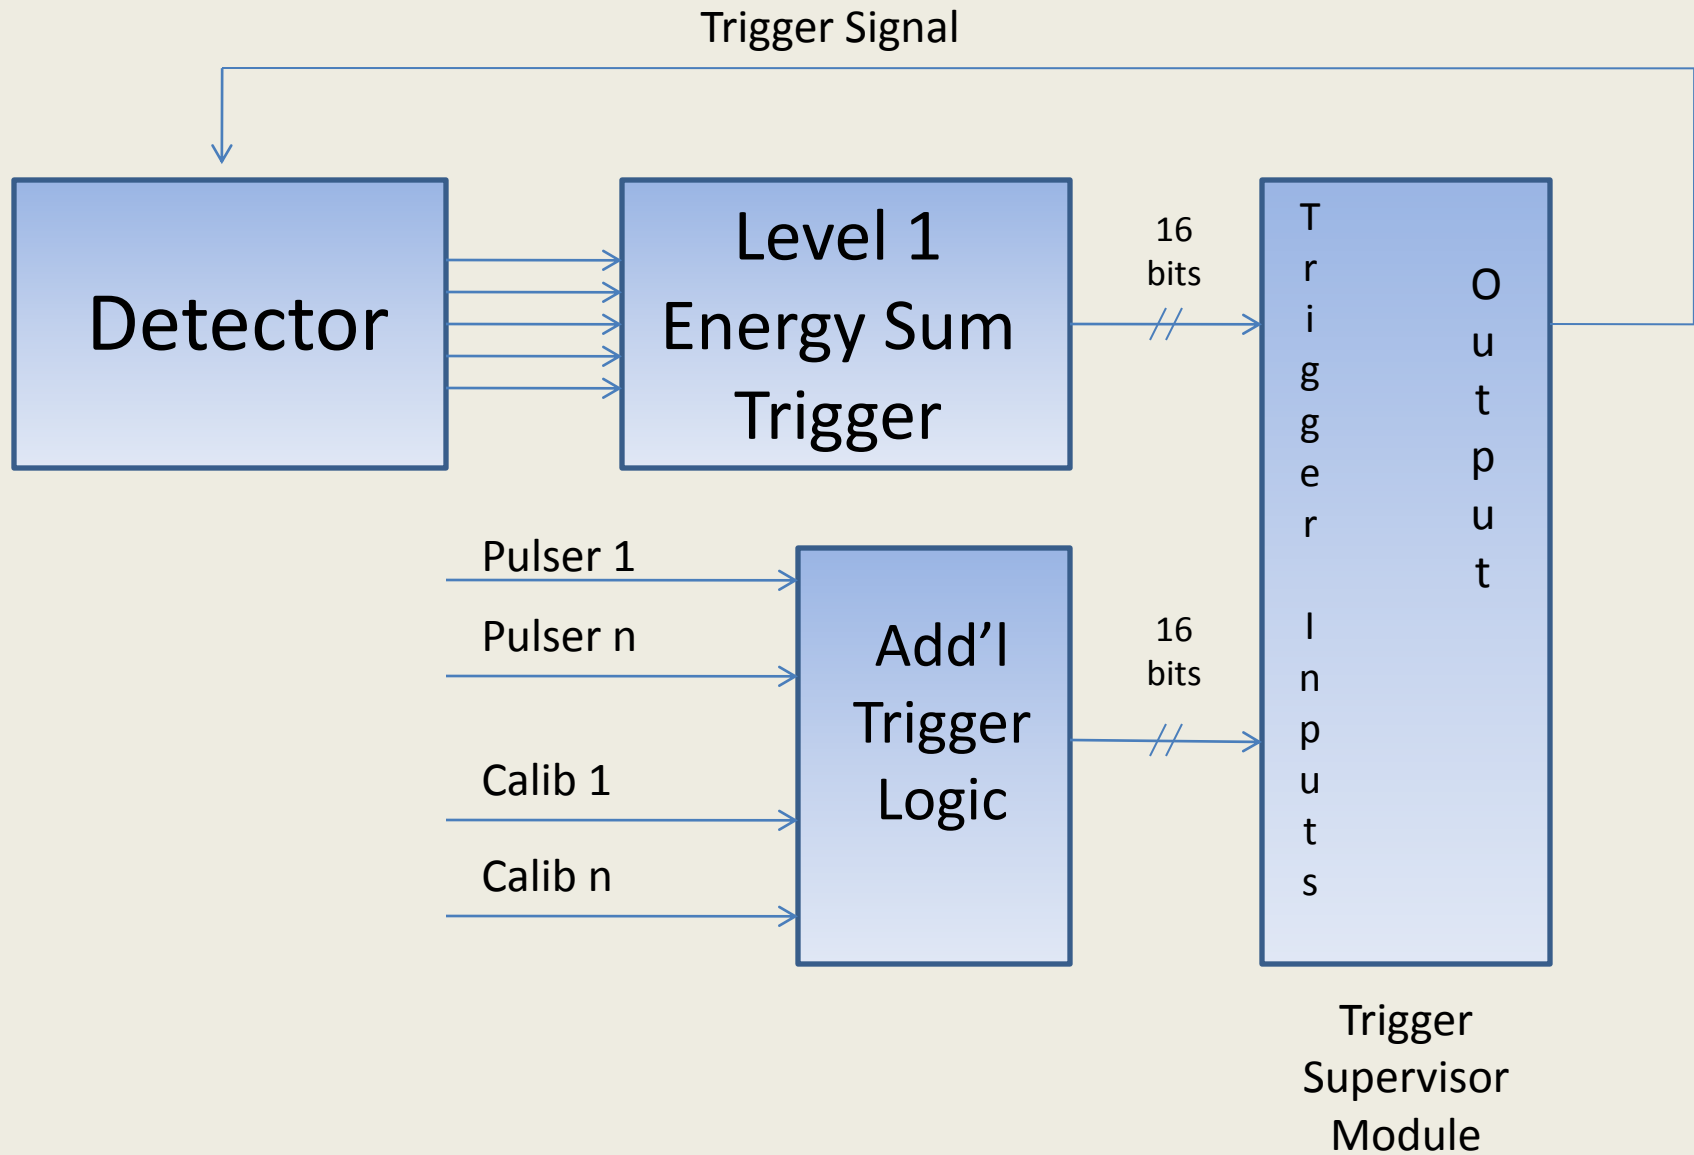 Trigger Signal
Detector
Level 1
Energy Sum
Trigger
16
bits
Trigger Inputs
Output
Pulser 1
Pulser n
Calib 1
Calib n
Add’l
Trigger
Logic
16
bits
Trigger
Supervisor
Module